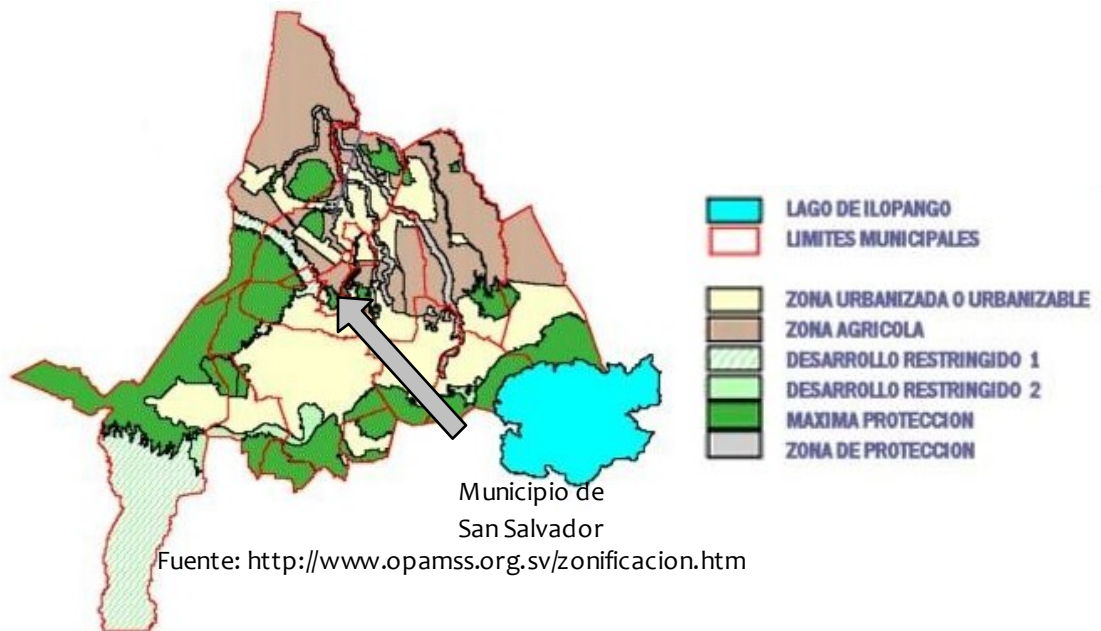 LAGO DE ILOPANGO
LIMITES MUNICIPALES
ZONA URBANIZADA O URBANIZABLE
ZONA AGRICOLA
DESARROLLO RESTRINGIDO 1
DESARROLLO RESTRINGIDO 2
MAXIMA PROTECCION
ZONA DE PROTECCION
Municipio de
San Salvador
Fuente: http://www.opamss.org.sv/zonificacion.htm